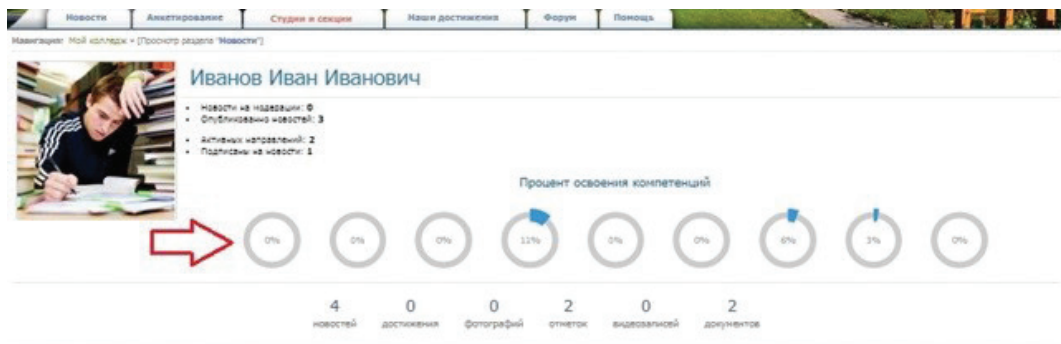 Новости Анкетирование Студии и секции Наши достижения Форум Помощь
Навигация: Мой колледж » [Просмотр раздела "Новости"]
Иванов Иван Иванович
• Новости на модерации: 0
• Опубликованно новостей: 3
• Активных направлений: 2
• Подписаны на новости: 1
Процент освоения компетенций
0% 0% 0% 11% 0% 0% 6% 3% 0%
4 0 0 2 0 2
новостей достижения фотографий отметок видеозаписей документов